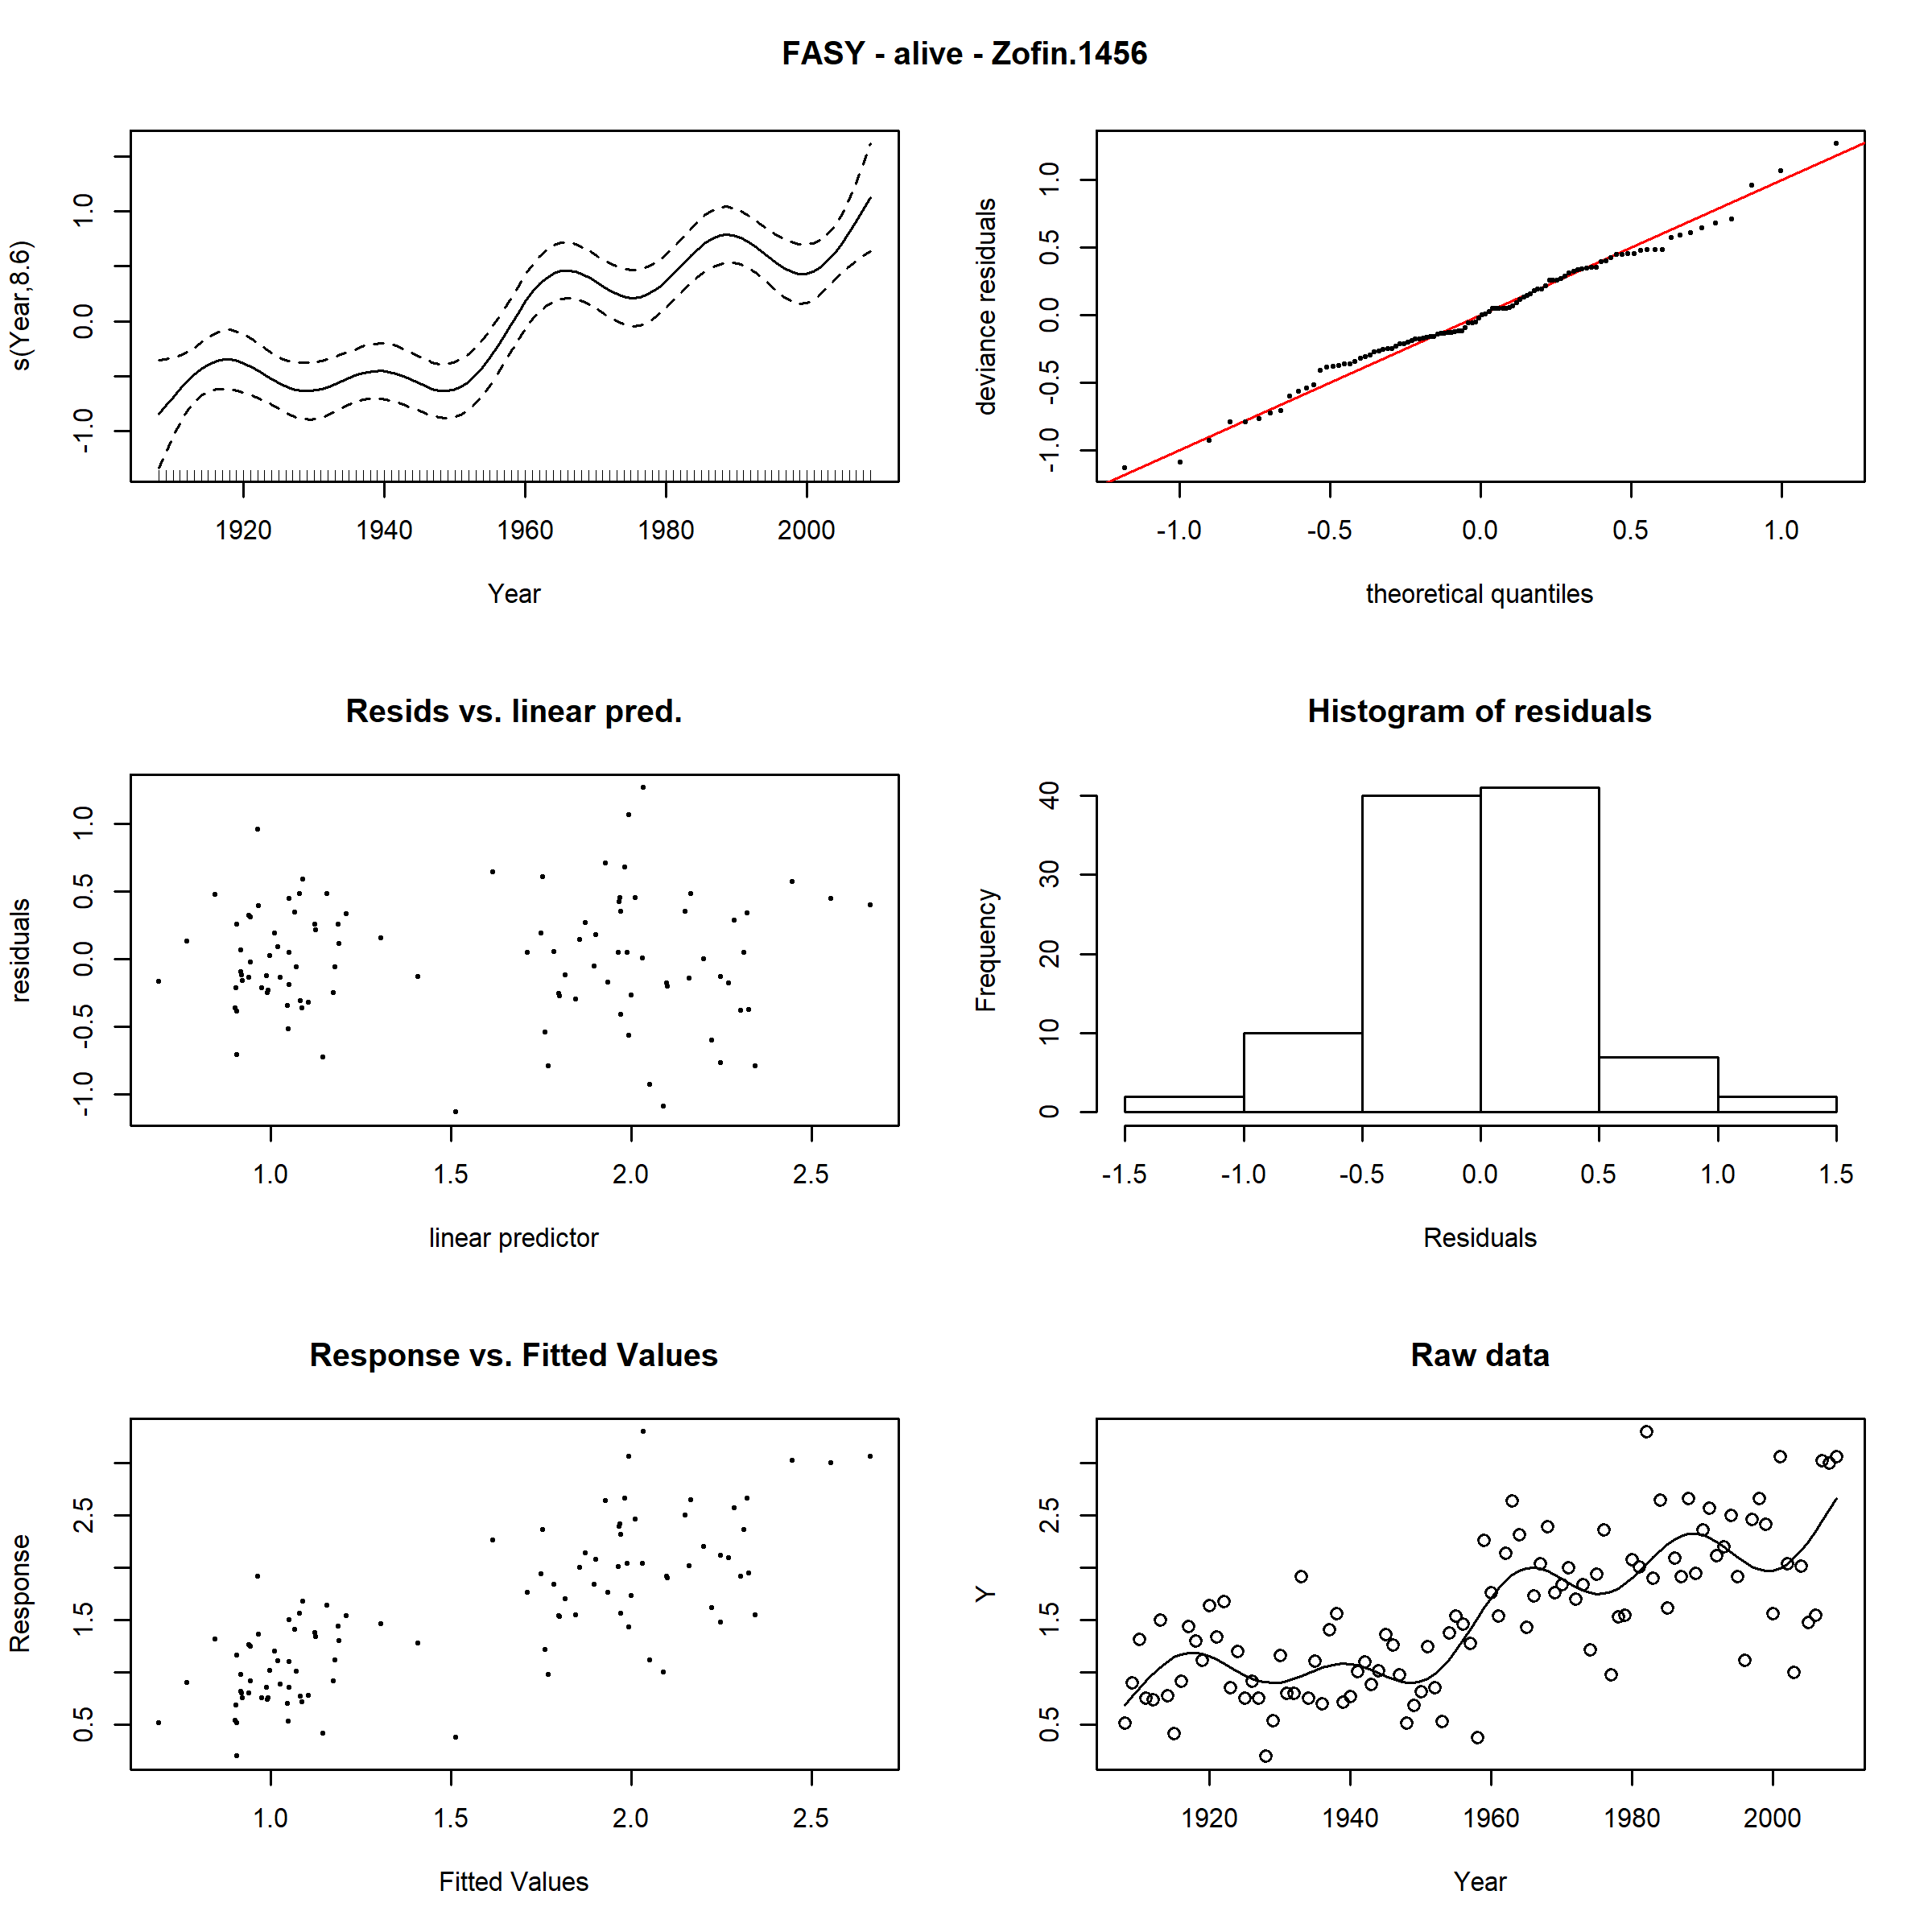 FASY - alive - Zofin.1456
s(Year,8.6)
-1.0 0.0 1.0
1920 1940 1960 1980 2000
Year
deviance residuals
-1.0 -0.5 0.0 0.5 1.0
-1.0 -0.5 0.0 0.5 1.0
theoretical quantiles
Resids vs. linear pred.
residuals
-1.0 -0.5 0.0 0.5 1.0
1.0 1.5 2.0 2.5
linear predictor
Histogram of residuals
Frequency
0 10 20 30 40
-1.5 -1.0 -0.5 0.0 0.5 1.0 1.5
Residuals
Response vs. Fitted Values
Response
0.5 1.5 2.5
1.0 1.5 2.0 2.5
Fitted Values
Raw data
Y
0.5 1.5 2.5
1920 1940 1960 1980 2000
Year